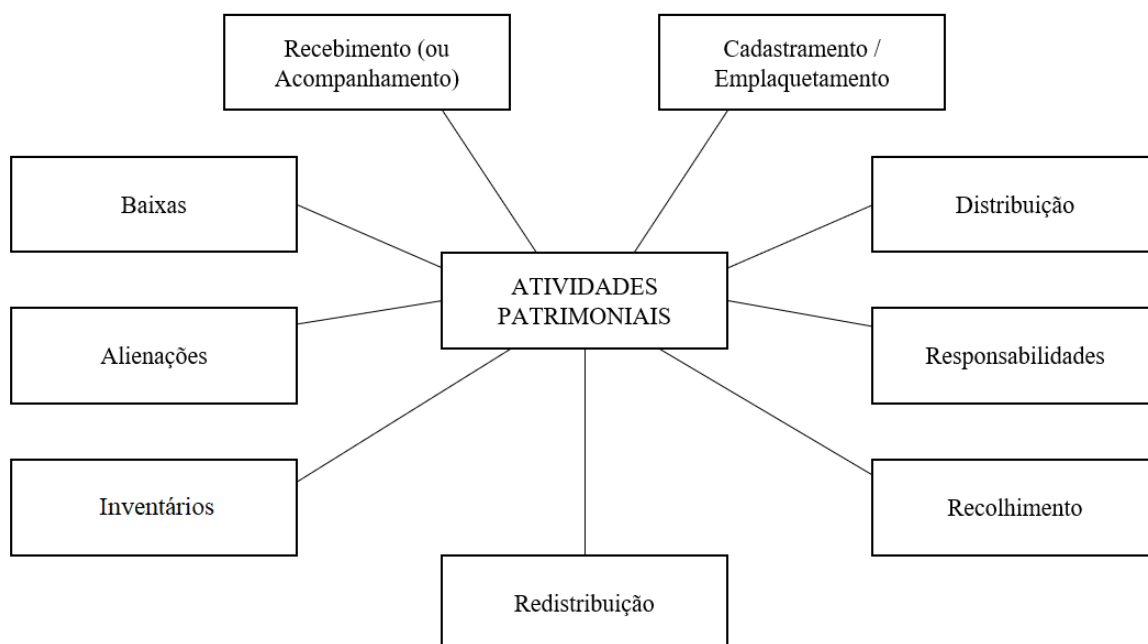 Recebimento (ou
Acompanhamento)
Cadastramento /
Emplaquetamento
Baixas
Distribuição
ATIVIDADES
PATRIMONIAIS
Alienações
Responsabilidades
Inventários
Recolhimento
Redistribuição